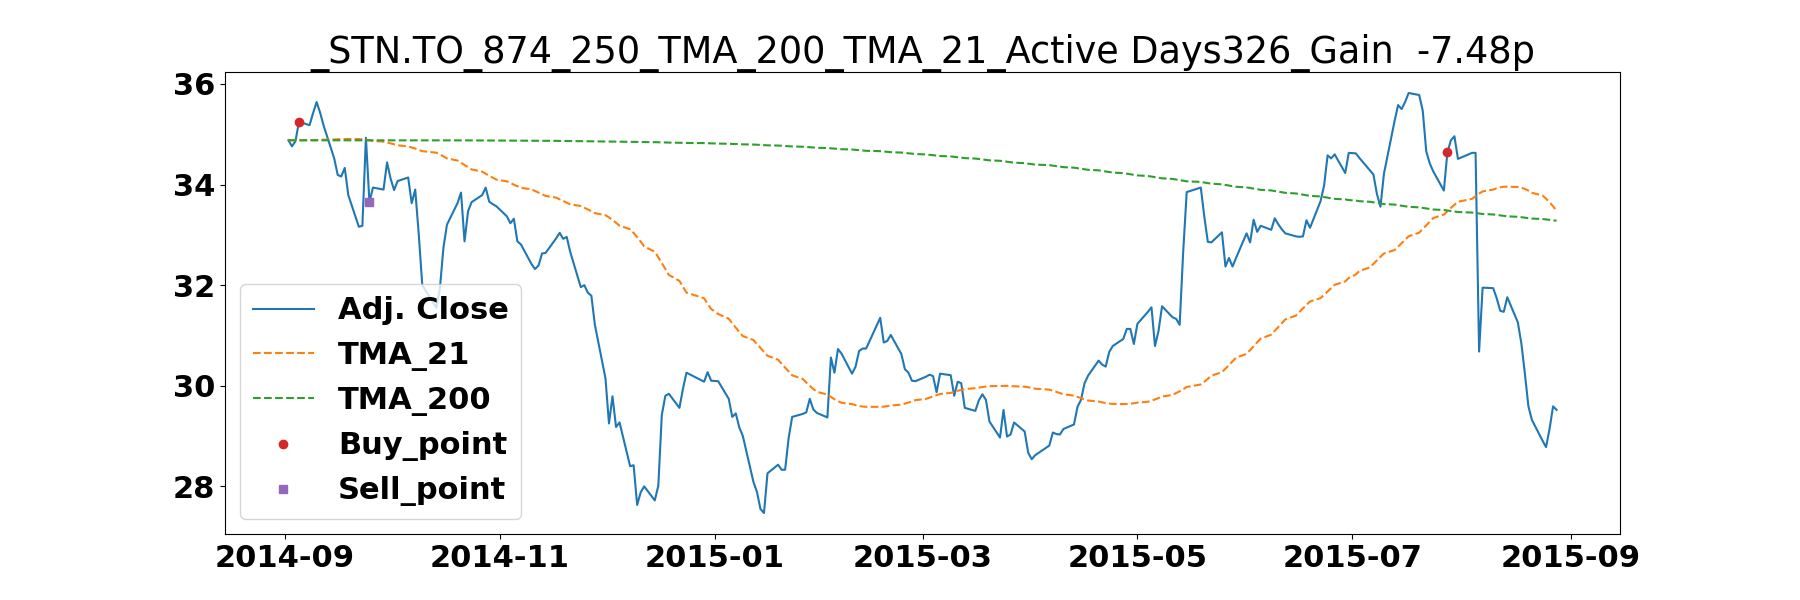 _STN.TO_874_250_TMA_200_TMA_21_Active Days326_Gain  -7.48p
36
34
32
30
28
Adj. Close
TMA_21
TMA_200
Buy_point
Sell_point
2014-09 2014-11 2015-01 2015-03 2015-05 2015-07 2015-09